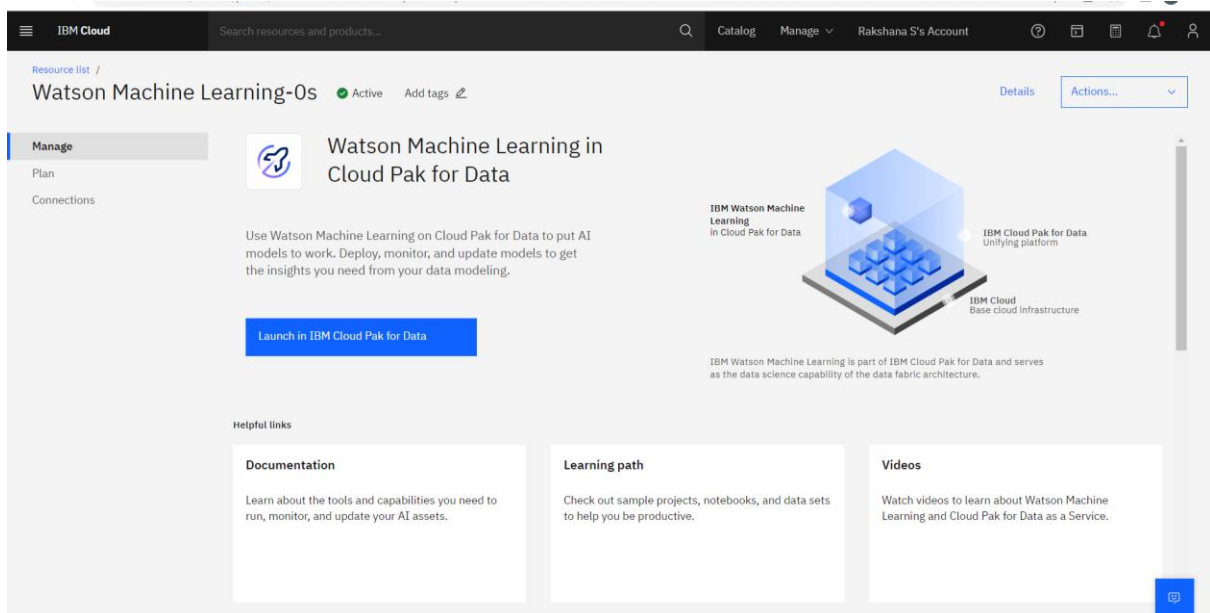 IBM Cloud
Search resources and products...
Catalog
Manage
Rakshana S's Account
Resource list /
Watson Machine Learning-0s
Active
Add tags
Details
Actions...
Manage
Plan
Connections
Watson Machine Learning in
Cloud Pak for Data
Use Watson Machine Learning on Cloud Pak for Data to put AI
models to work. Deploy, monitor, and update models to get
the insights you need from your data modeling.
Launch in IBM Cloud Pak for Data
IBM Watson Machine
Learning
in Cloud Pak for Data
IBM Cloud Pak for Data
Unifying platform
IBM Cloud
Base cloud infrastructure
IBM Watson Machine Learning is part of IBM Cloud Pak for Data and serves
as the data science capability of the data fabric architecture.
Helpful links
Documentation
Learn about the tools and capabilities you need to
run, monitor, and update your AI assets.
Learning path
Check out sample projects, notebooks, and data sets
to help you be productive.
Videos
Watch videos to learn about Watson Machine
Learning and Cloud Pak for Data as a Service.